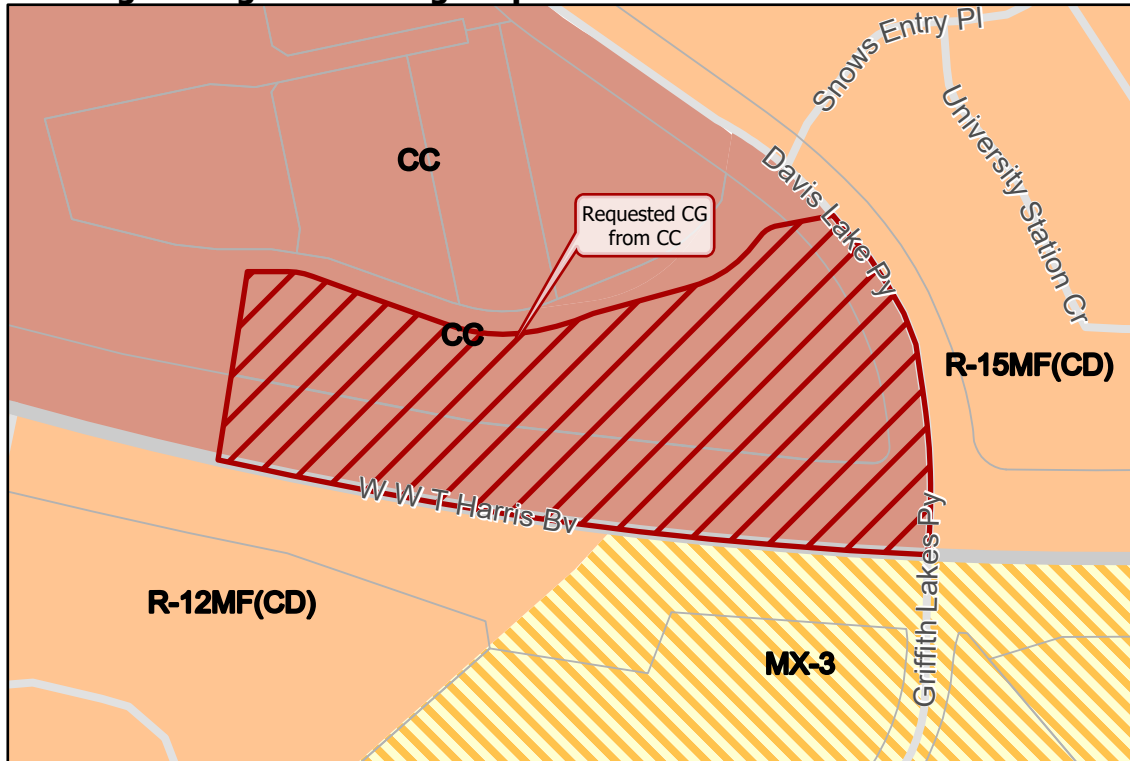 Snows Entry Pl
University Station Cr
CC
Davis Lake Py
Requested CG
from CC
CC
R-15MF(CD)
W W T Harris Bv
R-12MF(CD)
MX-3
Griffith Lakes Py